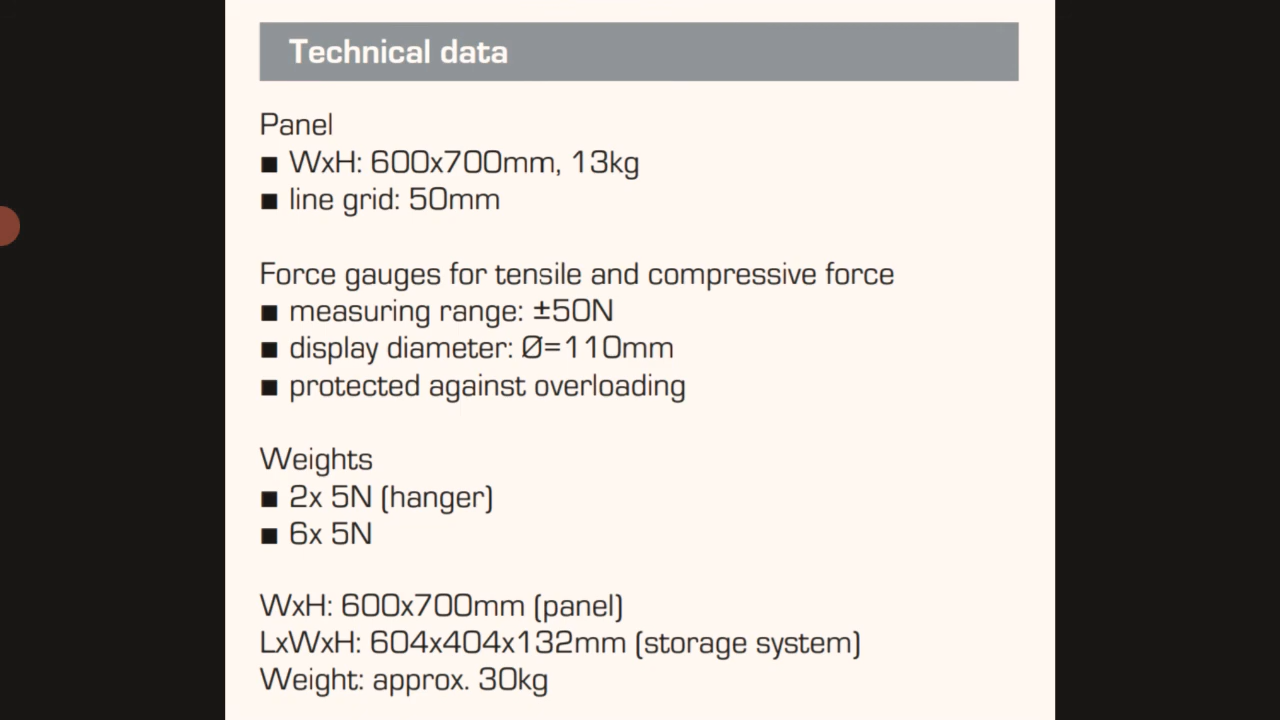 Technical data
Panel
■ WxH: 600x700mm, 13kg
■ line grid: 50mm
Force gauges for tensile and compressive force
■ measuring range: ±50N
■ display diameter: Ø=110mm
■ protected against overloading
Weights
■ 2x 5N (hanger)
■ 6x 5N
WxH: 600x700mm (panel)
LxWxH: 604x404x132mm (storage system)
Weight: approx. 30kg